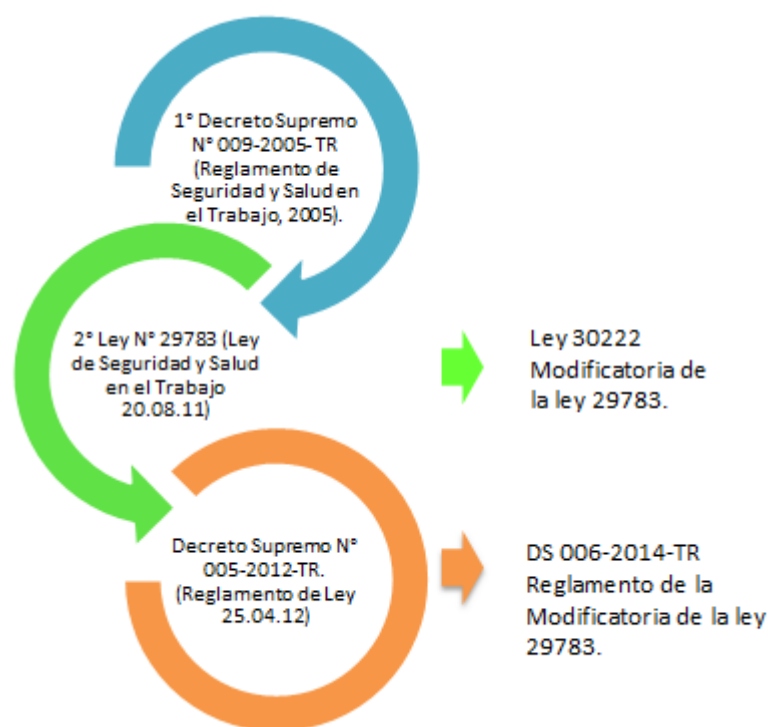 1° Decreto Supremo
N° 009-2005-TR
(Reglamento de
Seguridad y Salud en
el Trabajo, 2005).
2° Ley N° 29783 (Ley
de Seguridad y Salud
en el Trabajo
20.08.11)
Ley 30222
Modificatoria de
la ley 29783.
Decreto Supremo N°
005-2012-TR.
(Reglamento de Ley
25.04.12)
DS 006-2014-TR
Reglamento de la
Modificatoria de la ley
29783.